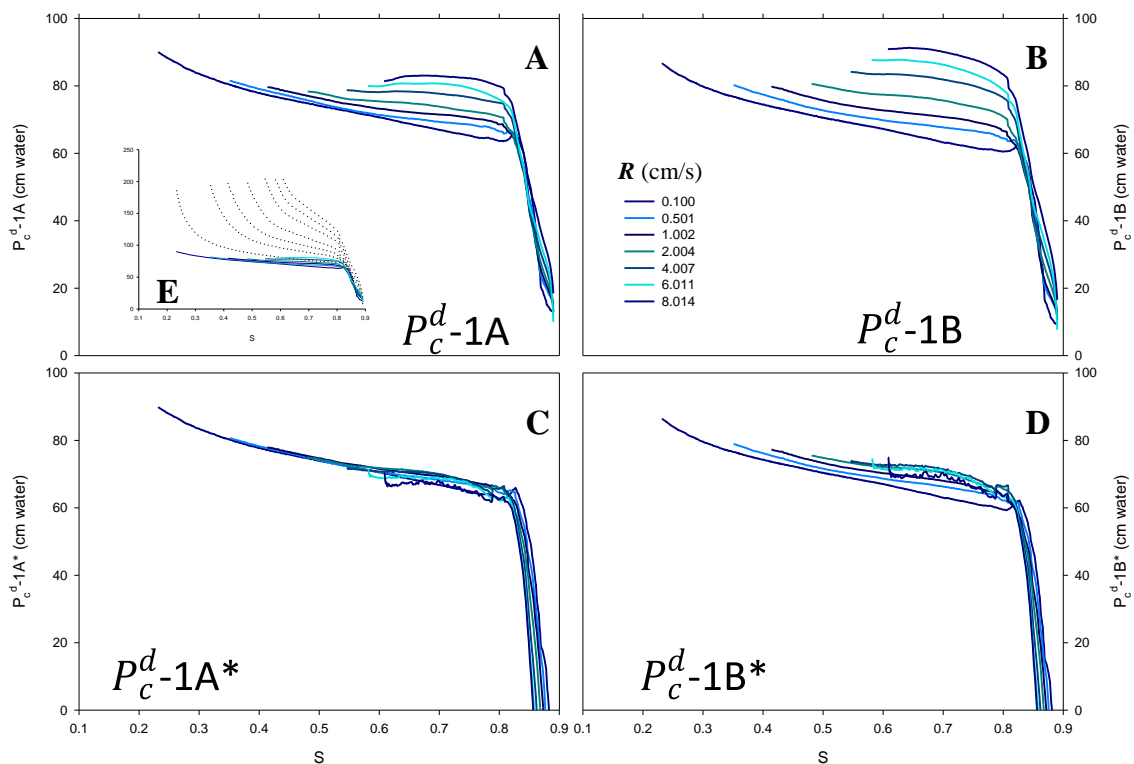 100
80
60
40
20
0
P_c^d-1A (cm water)
A
250
200
150
100
50
0
E
0.1 0.2 0.3 0.4 0.5 0.6 0.7 0.8 0.9
S
P_c^d-1A
B
R (cm/s)
0.100
0.501
1.002
2.004
4.007
6.011
8.014
P_c^d-1B
100
80
60
40
20
0
P_c^d-1B (cm water)
100
80
60
40
20
0
P_c^d-1A* (cm water)
C
P_c^d-1A*
0.1 0.2 0.3 0.4 0.5 0.6 0.7 0.8 0.9
S
D
P_c^d-1B*
0.1 0.2 0.3 0.4 0.5 0.6 0.7 0.8 0.9
S
100
80
60
40
20
0
P_c^d-1B* (cm water)